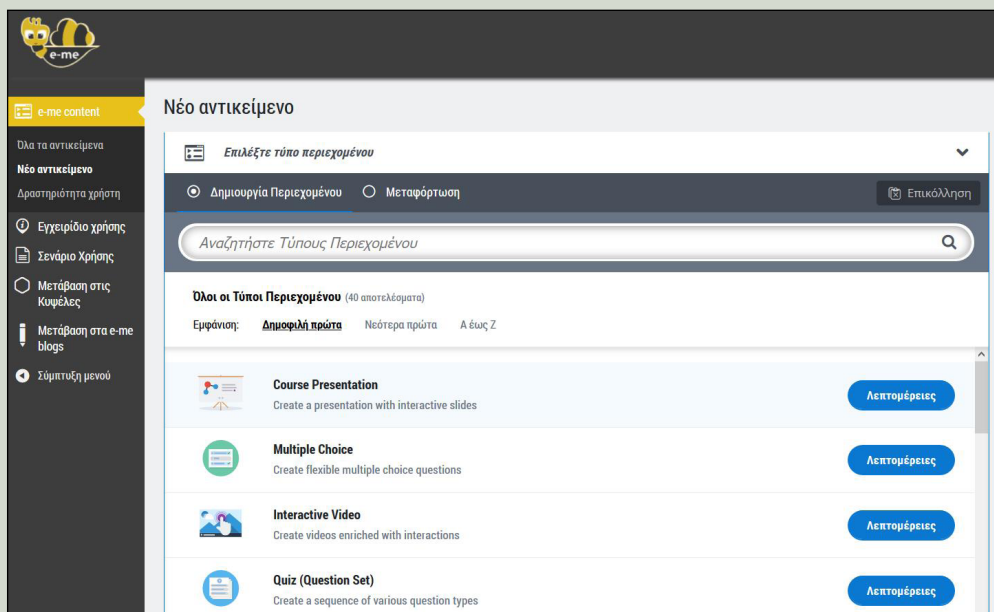 e-me
e-me content
Όλα τα αντικείμενα
Νέο αντικείμενο
Δραστηριότητα χρήστη
Εγχειρίδιο χρήσης
Σενάριο Χρήσης
Μετάβαση στις
Κυψέλες
Μετάβαση στα e-me
blogs
Σύμπτυξη μενού
Νέο αντικείμενο
Επιλέξτε τύπο περιεχομένου
Δημιουργία Περιεχομένου Μεταφόρτωση Επικόλληση
Αναζητήστε Τύπους Περιεχομένου
Όλοι οι Τύποι Περιεχομένου (40 αποτελέσματα)
Εμφάνιση: Δημοφιλή πρώτα Νεότερα πρώτα Α έως Ζ
Course Presentation
Create a presentation with interactive slides
Λεπτομέρειες
Multiple Choice
Create flexible multiple choice questions
Λεπτομέρειες
Interactive Video
Create videos enriched with interactions
Λεπτομέρειες
Quiz (Question Set)
Create a sequence of various question types
Λεπτομέρειες